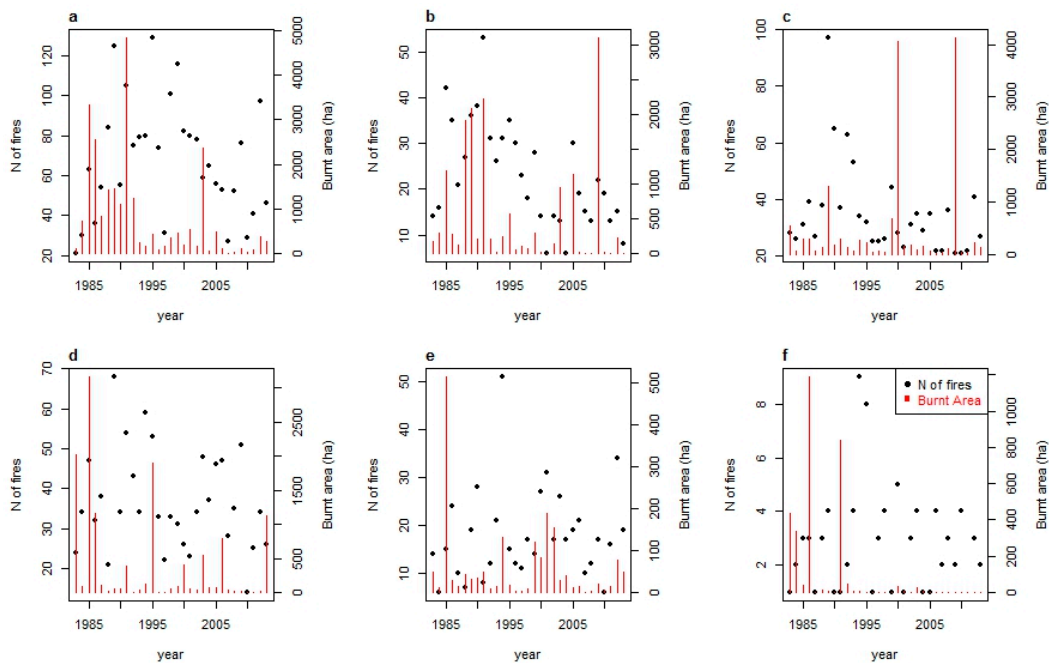 a
N of fires
20 40 60 80 100 120
0 1000 2000 3000 4000 5000
Burnt area (ha)
1985 1995 2005
year
b
N of fires
10 20 30 40 50
0 500 1000 2000 3000
Burnt area (ha)
1985 1995 2005
year
c
N of fires
20 40 60 80 100
0 1000 2000 3000 4000
Burnt area (ha)
1985 1995 2005
year
d
N of fires
20 30 40 50 60 70
0 500 1500 2500
Burnt area (ha)
1985 1995 2005
year
e
N of fires
10 20 30 40 50
0 100 200 300 400 500
Burnt area (ha)
1985 1995 2005
year
f
N of fires
Burnt Area
N of fires
2 4 6 8
0 200 400 600 1000
Burnt area (ha)
1985 1995 2005
year